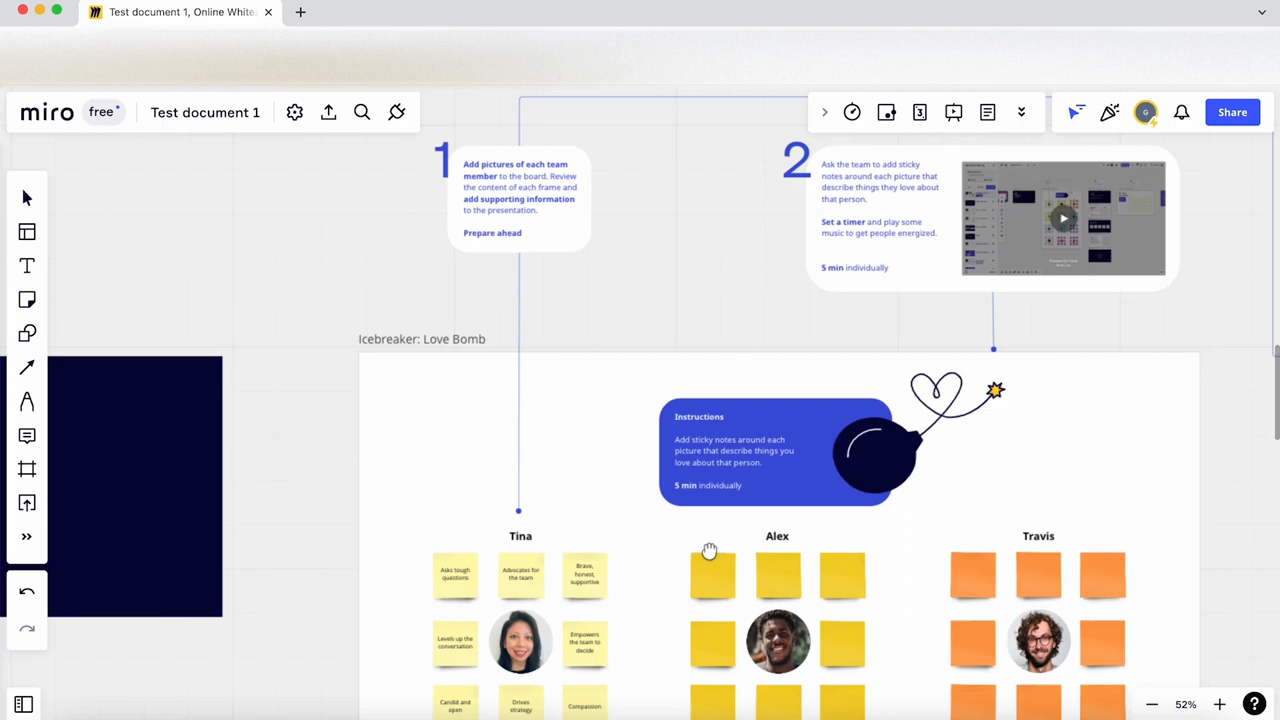 Test document 1, Online White
miro
free
Test document 1
3
G
Share
1
Add pictures of each team
member to the board. Review
the content of each frame and
add supporting information
to the presentation.
Prepare ahead
2
Ask the team to add sticky
notes around each picture that
describe things they love about
that person.
Set a timer and play some
music to get people energized.
5 min individually
Icebreaker: Love Bomb
Instructions
Add sticky notes around each
picture that describe things you
love about that person.
5 min individually
Tina
Alex
Travis
Asks tough
questions
Advocates for
the team
Brave,
honest,
supportive
Levels up the
conversation
Empowers
the team to
decide
Candid and
open
Drives
strategy
Compassion
52%
?